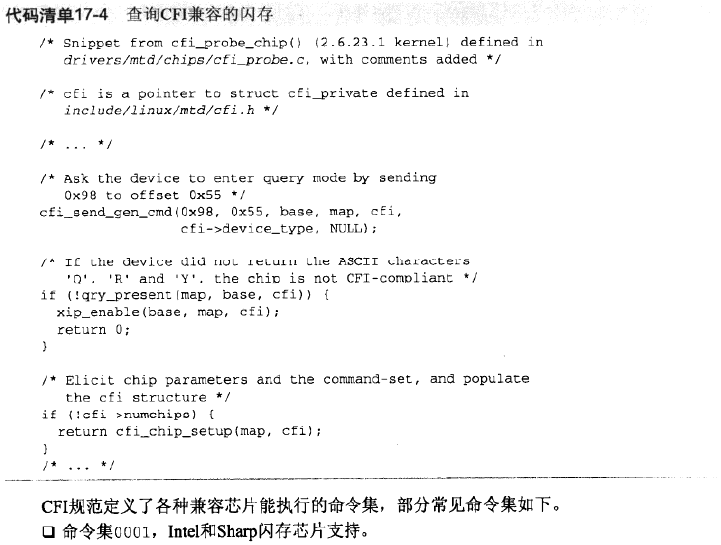 代码清单17-4 查询CFI兼容的闪存
/* Snippet from cfi_probe_chip() (2.6.23.1 kernel) defined in
drivers/mtd/chips/cfi_probe.c, with comments added */
/* cfi is a pointer to struct cfi_private defined in
include/linux/mtd/cfi.h */
/* ... */
/* Ask the device to enter query mode by sending
0x98 to offset 0x55 */
cfi_send_gen_cmd(0x98, 0x55, base, map, cfi,
cfi->device_type, NULL);
/* If the device did not return the ASCII characters
'Q', 'R' and 'Y', the chip is not CFI-compliant */
if (!qry_present(map, base, cfi)) {
xip_enable(base, map, cfi);
return 0;
}
/* Elicit chip parameters and the command-set, and populate
the cfi structure */
if (!cfi->numchips) {
return cfi_chip_setup(map, cfi);
}
/* ... */
CFI规范定义了各种兼容芯片能执行的命令集，部分常见命令集如下。
❑ 命令集0001，Intel和Sharp闪存芯片支持。